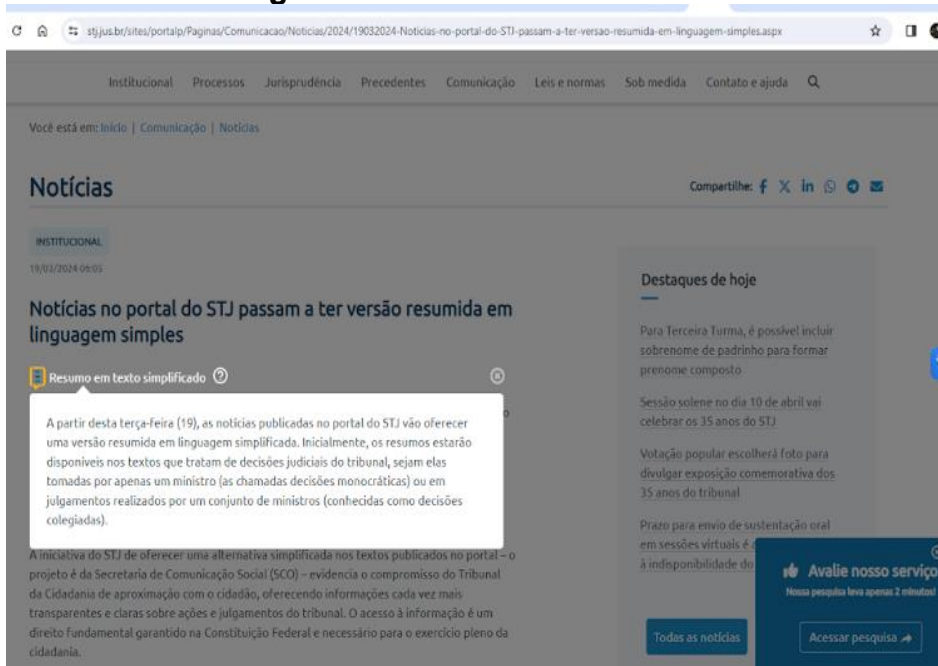 stj.jus.br/sites/portalp/Paginas/Comunicacao/Noticias/2024/19032024-Noticias-no-portal-do-STJ-passam-a-ter-versao-resumida-em-linguagem-simples.aspx
Institucional Processos Jurisprudência Precedentes Comunicação Leis e normas Sob medida Contato e ajuda
Você está em: Início | Comunicação | Notícias
Notícias
Compartilhe:
INSTITUCIONAL
19/03/2024 06:05
Notícias no portal do STJ passam a ter versão resumida em
linguagem simples
Resumo em texto simplificado
A partir desta terça-feira (19), as notícias publicadas no portal do STJ vão oferecer
uma versão resumida em linguagem simplificada. Inicialmente, os resumos estarão
disponíveis nos textos que tratam de decisões judiciais do tribunal, sejam elas
tomadas por apenas um ministro (as chamadas decisões monocráticas) ou em
julgamentos realizados por um conjunto de ministros (conhecidas como decisões
colegiadas).
A iniciativa do STJ de oferecer uma alternativa simplificada nos textos publicados no portal – o
projeto é da Secretaria de Comunicação Social (SCO) – evidencia o compromisso do Tribunal
da Cidadania de aproximação com o cidadão, oferecendo informações cada vez mais
transparentes e claras sobre ações e julgamentos do tribunal. O acesso à informação é um
direito fundamental garantido na Constituição Federal e necessário para o exercício pleno da
cidadania.
Destaques de hoje
Para Terceira Turma, é possível incluir
sobrenome de padrinho para formar
prenome composto
Sessão solene no dia 10 de abril vai
celebrar os 35 anos do STJ
Votação popular escolherá foto para
divulgar exposição comemorativa dos
35 anos do tribunal
Prazo para envio de sustentação oral
em sessões virtuais é
à indisponibilidade do
Todas as notícias
Avalie nosso serviço
Nossa pesquisa leva apenas 2 minutos!
Acessar pesquisa